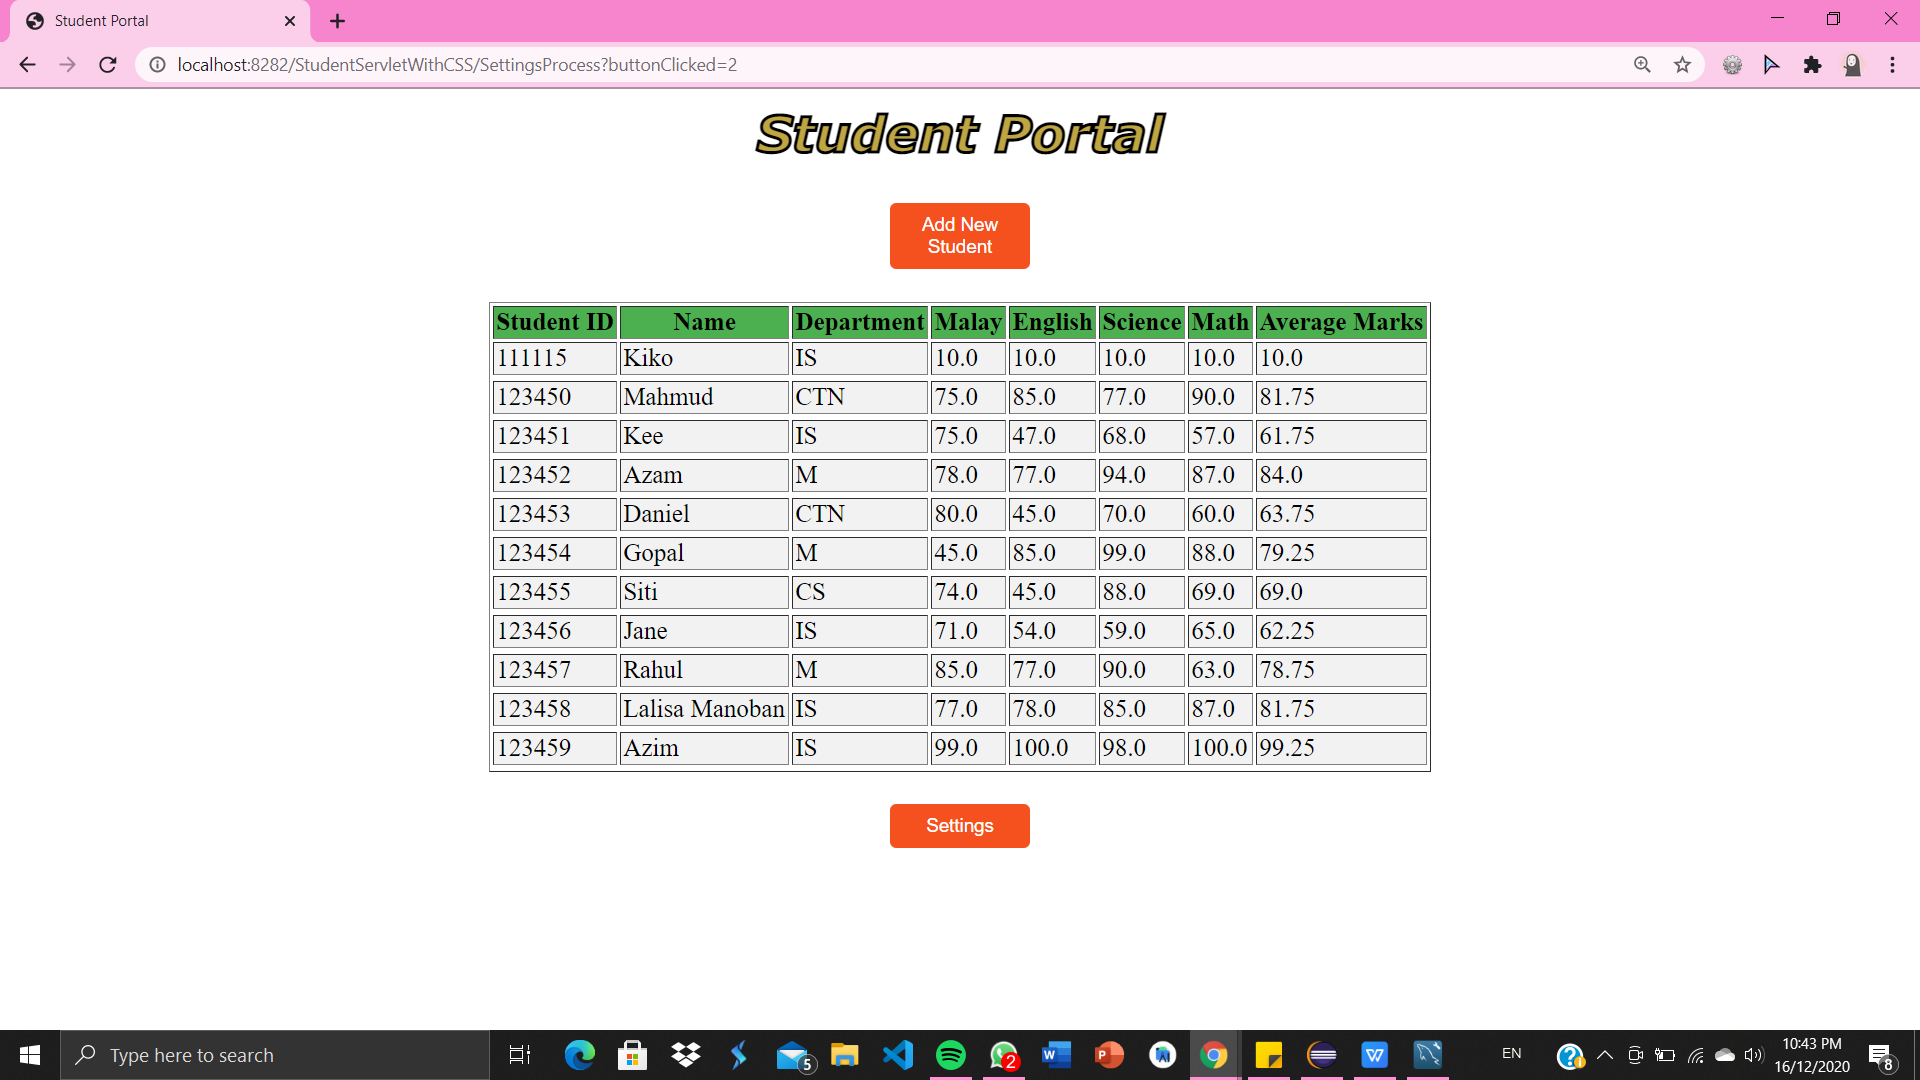 Student Portal
localhost:8282/StudentServletWithCSS/SettingsProcess?buttonClicked=2
Student Portal
Add New
Student
Student ID Name Department Malay English Science Math Average Marks
111115 Kiko IS 10.0 10.0 10.0 10.0 10.0
123450 Mahmud CTN 75.0 85.0 77.0 90.0 81.75
123451 Kee IS 75.0 47.0 68.0 57.0 61.75
123452 Azam M 78.0 77.0 94.0 87.0 84.0
123453 Daniel CTN 80.0 45.0 70.0 60.0 63.75
123454 Gopal M 45.0 85.0 99.0 88.0 79.25
123455 Siti CS 74.0 45.0 88.0 69.0 69.0
123456 Jane IS 71.0 54.0 59.0 65.0 62.25
123457 Rahul M 85.0 77.0 90.0 63.0 78.75
123458 Lalisa Manoban IS 77.0 78.0 85.0 87.0 81.75
123459 Azim IS 99.0 100.0 98.0 100.0 99.25
Settings
Type here to search
5
2
W
P
W
EN
10:43 PM
16/12/2020
8